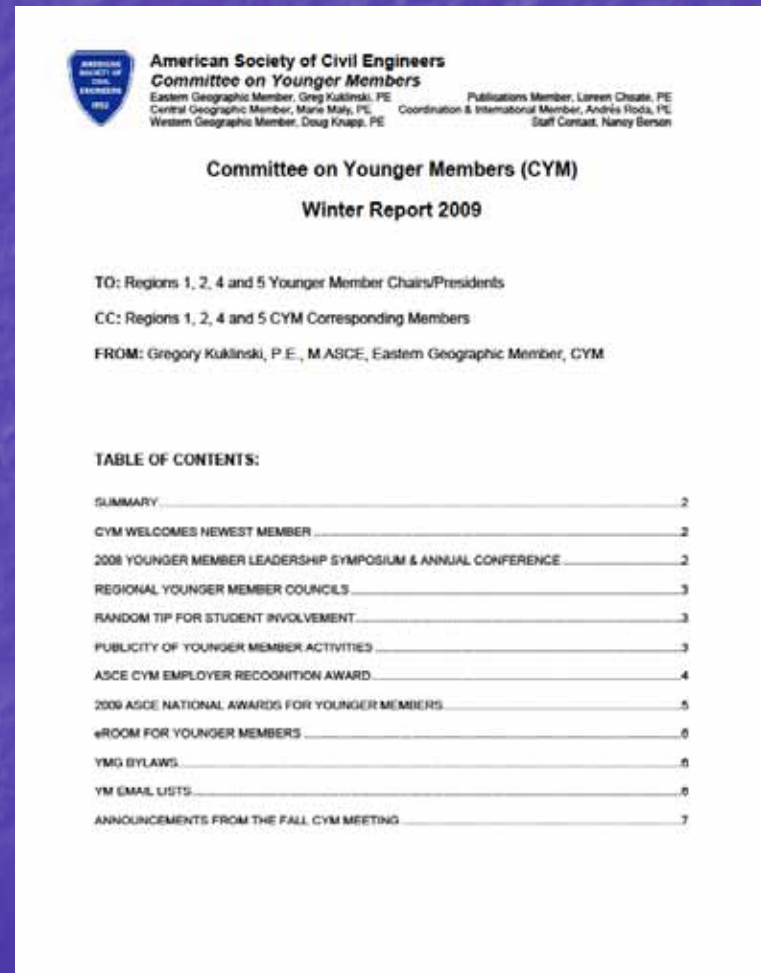 AMERICAN
SOCIETY OF
CIVIL
ENGINEERS
1852
American Society of Civil Engineers
Committee on Younger Members
Eastern Geographic Member, Greg Kuklinski, PE
Publications Member, Loreen Choate, PE
Central Geographic Member, Marie Maly, PE
Coordination & International Member, Andrés Roda, PE
Western Geographic Member, Doug Knapp, PE
Staff Contact, Nancy Berson
Committee on Younger Members (CYM)
Winter Report 2009
TO: Regions 1, 2, 4 and 5 Younger Member Chairs/Presidents
CC: Regions 1, 2, 4 and 5 CYM Corresponding Members
FROM: Gregory Kuklinski, P.E., M.ASCE, Eastern Geographic Member, CYM
TABLE OF CONTENTS:
SUMMARY 2
CYM WELCOMES NEWEST MEMBER 2
2008 YOUNGER MEMBER LEADERSHIP SYMPOSIUM & ANNUAL CONFERENCE 2
REGIONAL YOUNGER MEMBER COUNCILS 3
RANDOM TIP FOR STUDENT INVOLVEMENT 3
PUBLICITY OF YOUNGER MEMBER ACTIVITIES 3
ASCE CYM EMPLOYER RECOGNITION AWARD 4
2009 ASCE NATIONAL AWARDS FOR YOUNGER MEMBERS 5
eROOM FOR YOUNGER MEMBERS 6
YMG BYLAWS 6
YM EMAIL LISTS 6
ANNOUNCEMENTS FROM THE FALL CYM MEETING 7